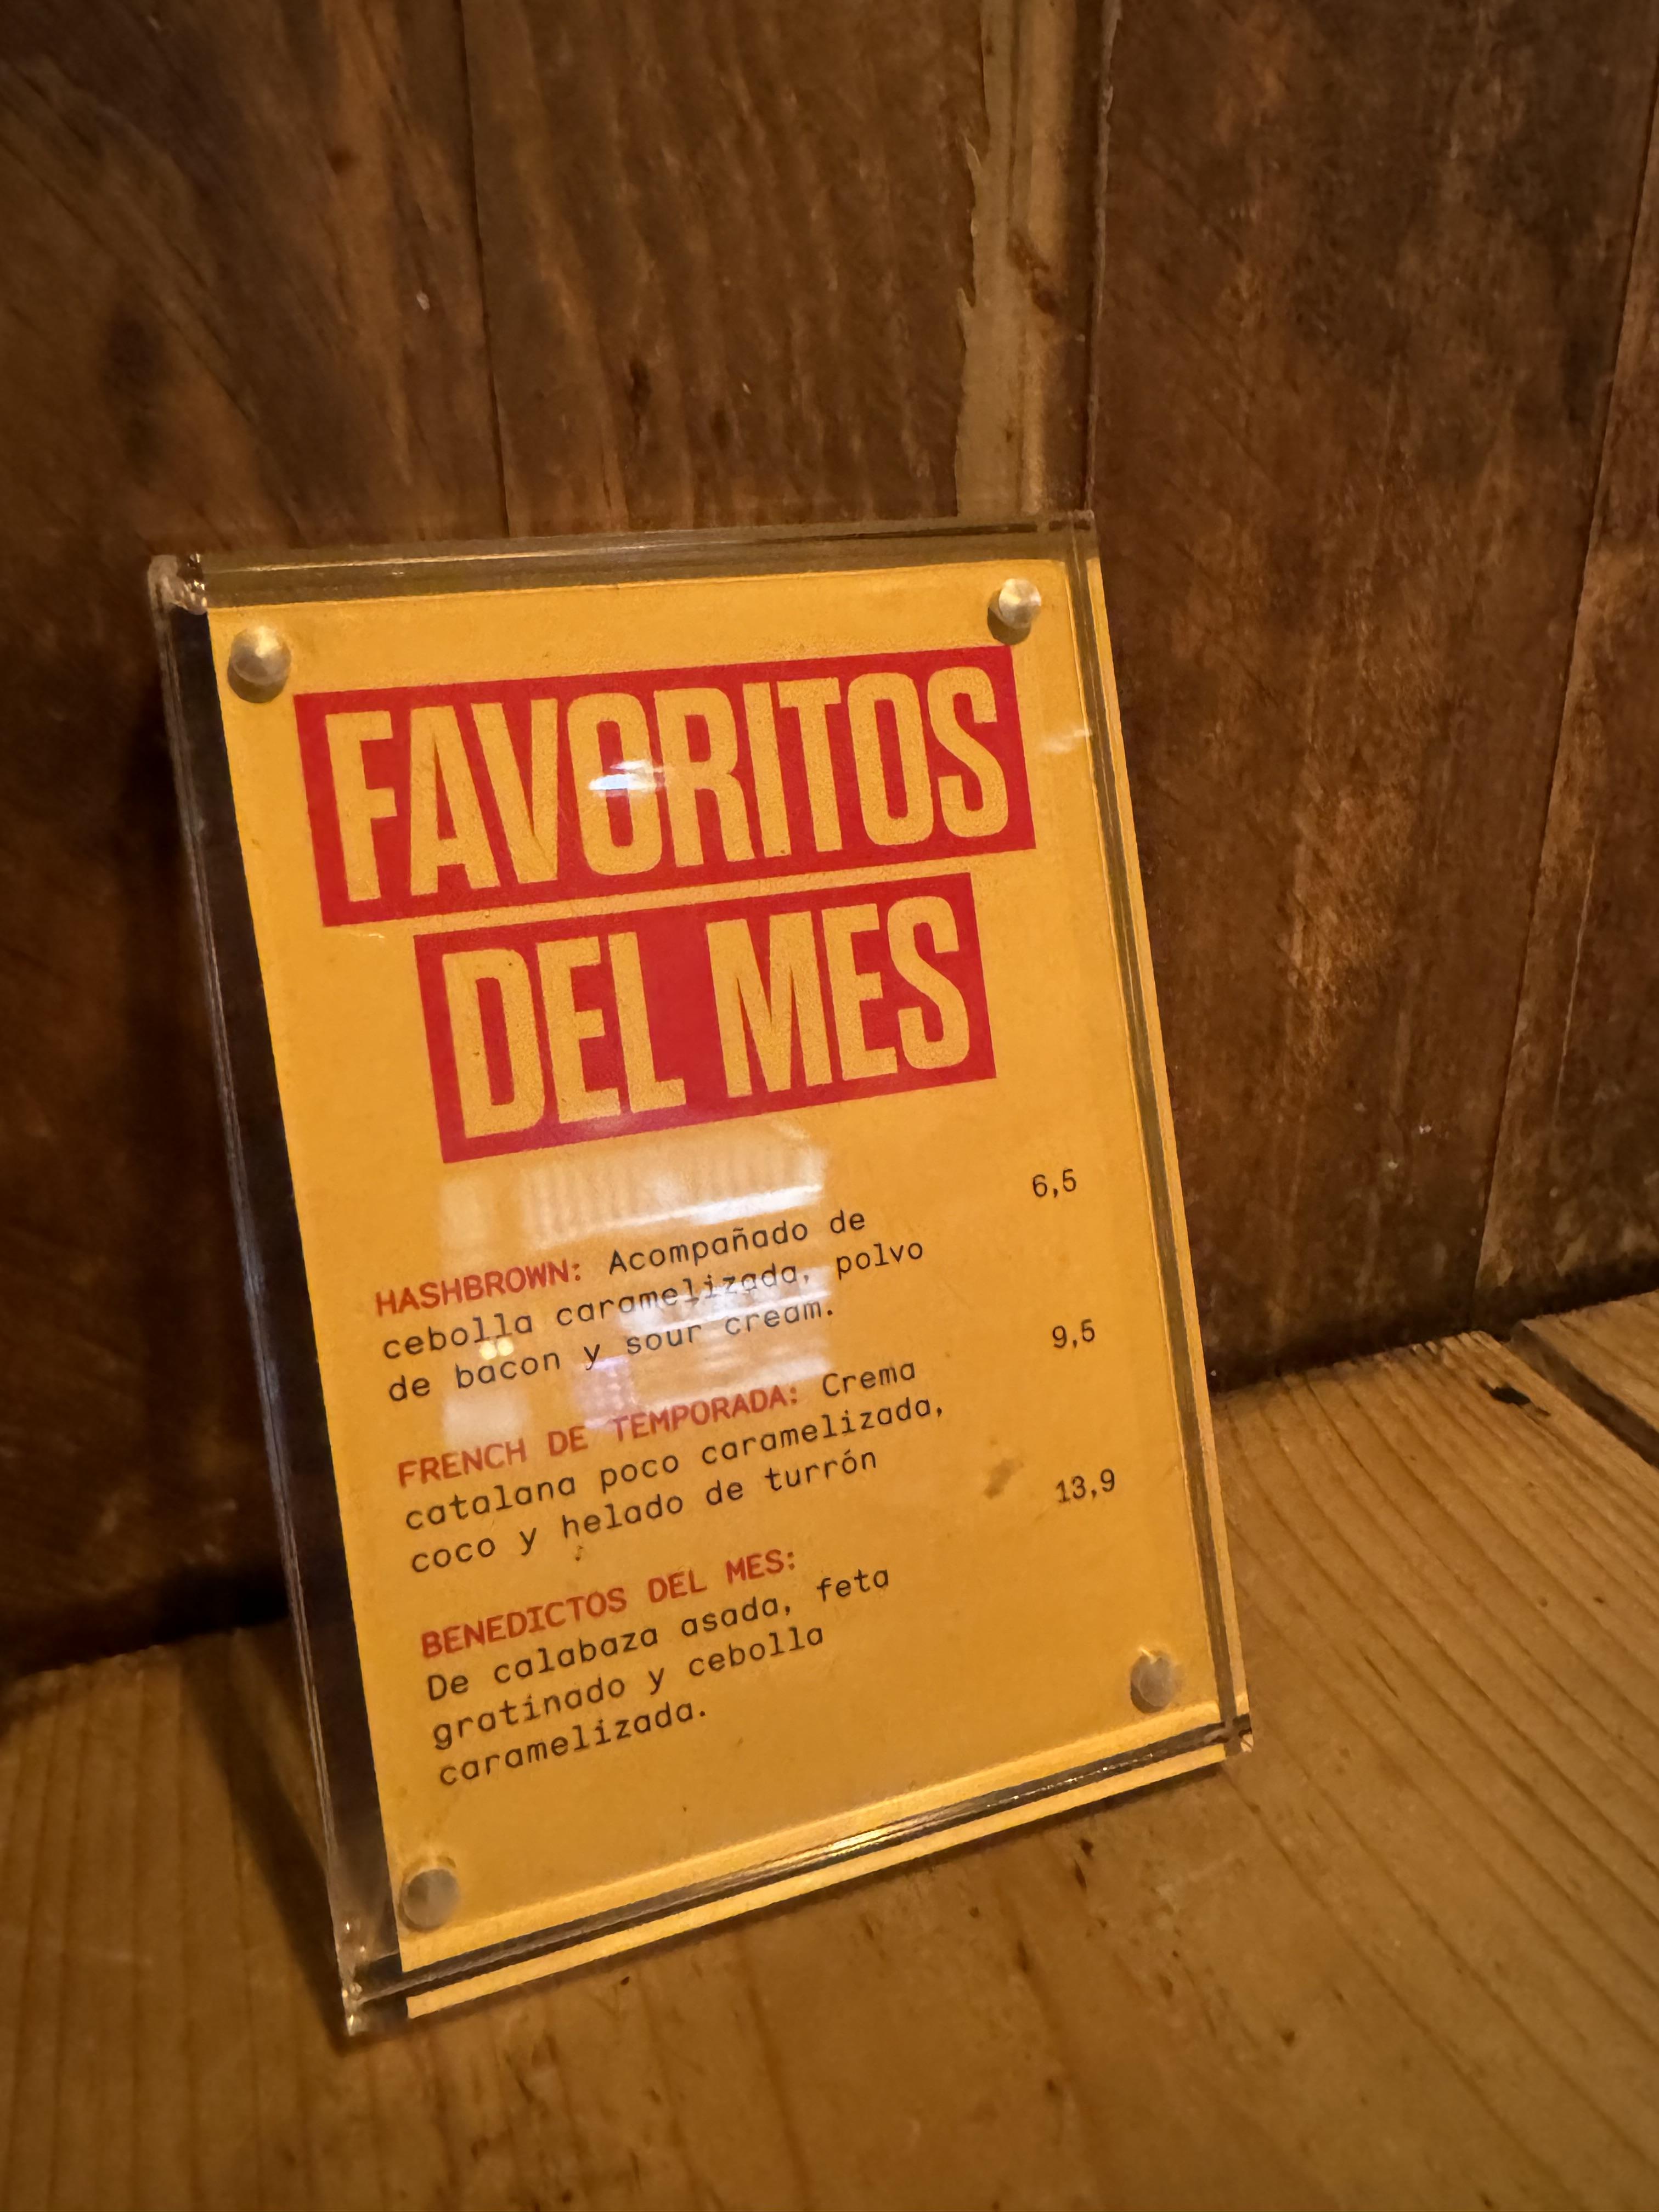 FAVORITOS
DEL MES
6,5
HASHBROWN: Acompañado de
cebolla caramelizada, polvo
de bacon y sour cream.
9,5
FRENCH DE TEMPORADA: Crema
catalana poco caramelizada,
coco y helado de turrón
13,9
BENEDICTOS DEL MES:
De calabaza asada, feta
gratinado y cebolla
caramelizada.